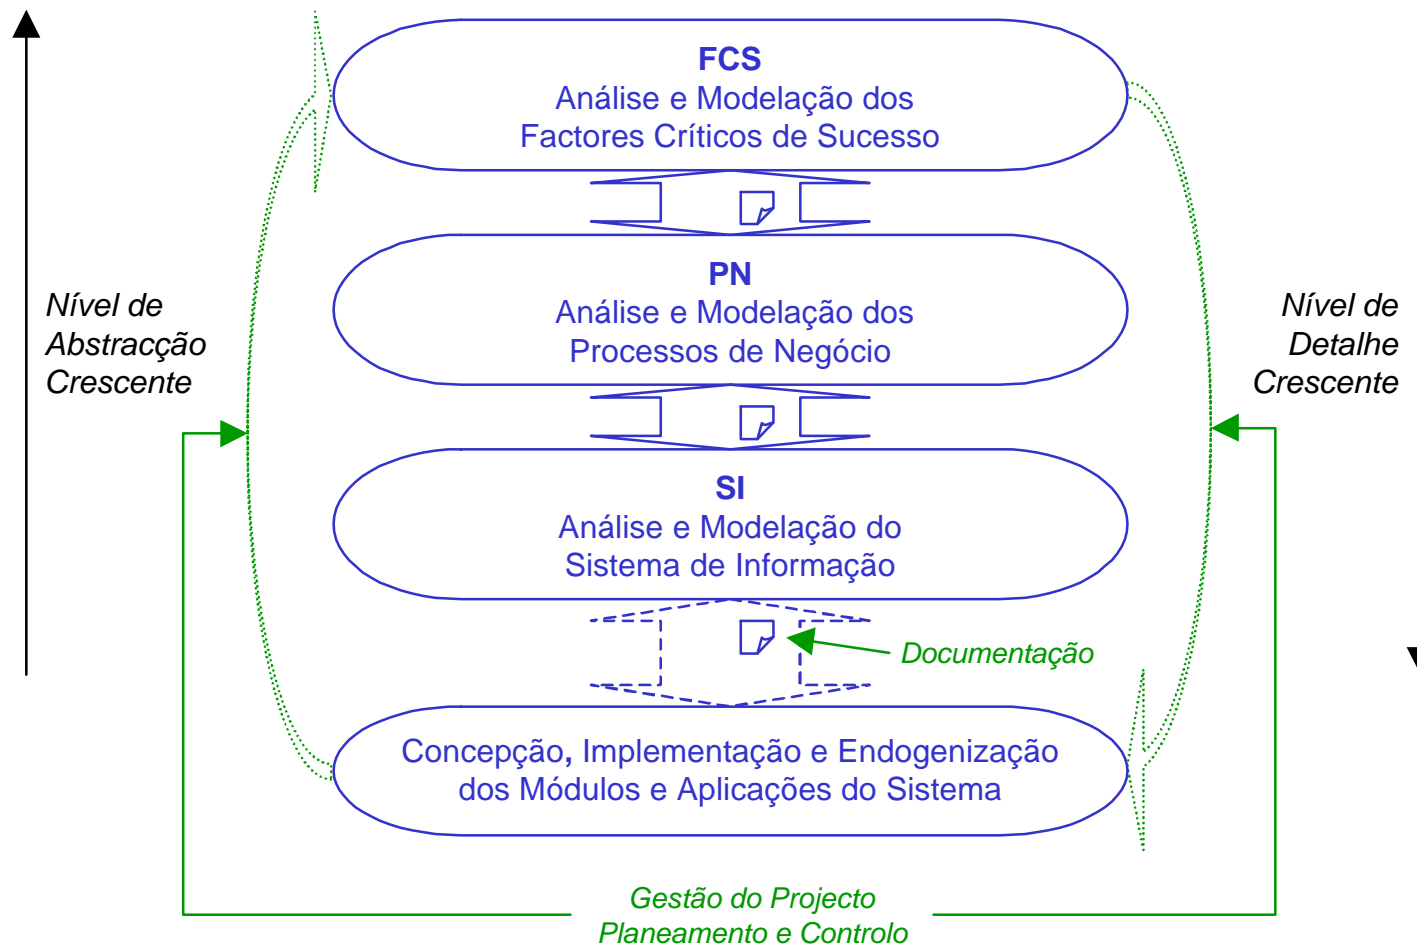 FCS
Análise e Modelação dos
Factores Críticos de Sucesso
PN
Análise e Modelação dos
Processos de Negócio
Nível de
Abstracção
Crescente
Nível de
Detalhe
Crescente
SI
Análise e Modelação do
Sistema de Informação
Documentação
Concepção, Implementação e Endogenização
dos Módulos e Aplicações do Sistema
Gestão do Projecto
Planeamento e Controlo